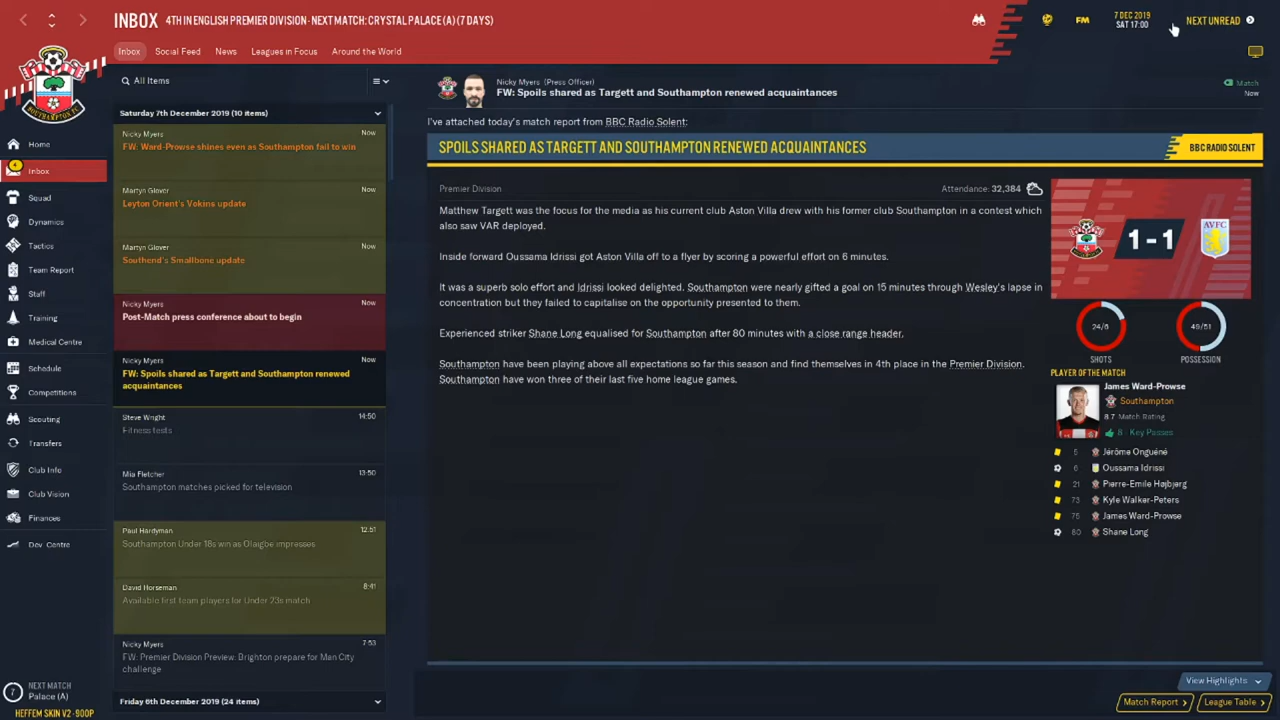 INBOX
4TH IN ENGLISH PREMIER DIVISION - NEXT MATCH: CRYSTAL PALACE (A) (7 DAYS)
FM
7 DEC 2019
SAT 17:00
NEXT UNREAD
Inbox
Social Feed
News
Leagues in Focus
Around the World
SOUTHAMPTON FC
Home
Inbox
Squad
Dynamics
Tactics
Team Report
Staff
Training
Medical Centre
Schedule
Competitions
Scouting
Transfers
Club Info
Club Vision
Finances
Dev. Centre
NEXT MATCH
Palace (A)
HEFFEM SKIN V2 - 900P
All Items
Saturday 7th December 2019 (10 items)
Nicky Myers Now
FW: Ward-Prowse shines even as Southampton fail to win
Martyn Glover Now
Leyton Orient's Vokins update
Martyn Glover Now
Southend's Smallbone update
Nicky Myers Now
Post-Match press conference about to begin
Nicky Myers Now
FW: Spoils shared as Targett and Southampton renewed
acquaintances
Steve Wright 14:50
Fitness tests
Mia Fletcher 13:50
Southampton matches picked for television
Paul Hardyman 12:51
Southampton Under 18s win as Olaigbe impresses
David Horseman 8:41
Available first team players for Under 23s match
Nicky Myers 7:53
FW: Premier Division Preview: Brighton prepare for Man City
challenge
Friday 6th December 2019 (24 items)
Nicky Myers (Press Officer)
FW: Spoils shared as Targett and Southampton renewed acquaintances
Match
Now
I've attached today's match report from BBC Radio Solent:
SPOILS SHARED AS TARGETT AND SOUTHAMPTON RENEWED ACQUAINTANCES
BBC RADIO SOLENT
Premier Division
Attendance: 32,384
Matthew Targett was the focus for the media as his current club Aston Villa drew with his former club Southampton in a contest which
also saw VAR deployed.
Inside forward Oussama Idrissi got Aston Villa off to a flyer by scoring a powerful effort on 6 minutes.
It was a superb solo effort and Idrissi looked delighted. Southampton were nearly gifted a goal on 15 minutes through Wesley's lapse in
concentration but they failed to capitalise on the opportunity presented to them.
Experienced striker Shane Long equalised for Southampton after 80 minutes with a close range header.
Southampton have been playing above all expectations so far this season and find themselves in 4th place in the Premier Division.
Southampton have won three of their last five home league games.
1 - 1
AVFC
24/6
SHOTS
49/51
POSSESSION
PLAYER OF THE MATCH
James Ward-Prowse
Southampton
8.7 Match Rating
8 Key Passes
5 Jérôme Onguéné
6 Oussama Idrissi
21 Pierre-Emile Højbjerg
73 Kyle Walker-Peters
75 James Ward-Prowse
80 Shane Long
View Highlights
Match Report
League Table